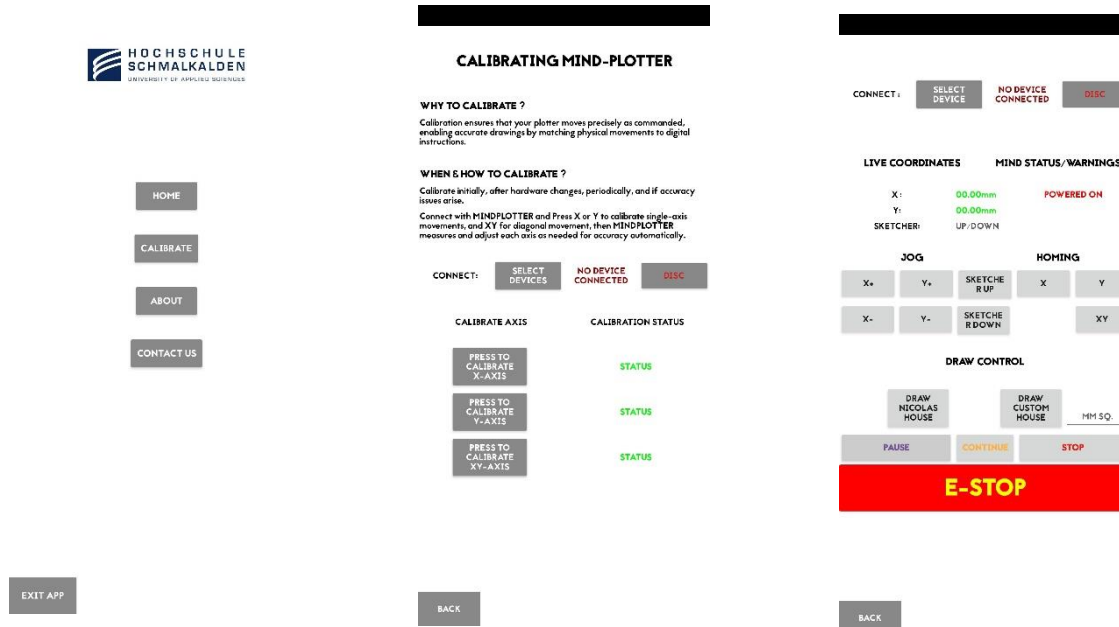 HOCHSCHULE
SCHMALKALDEN
UNIVERSITY OF APPLIED SCIENCES
HOME
CALIBRATE
ABOUT
CONTACT US
EXIT APP
CALIBRATING MIND-PLOTTER
WHY TO CALIBRATE ?
Calibration ensures that your plotter moves precisely as commanded,
enabling accurate drawings by matching physical movements to digital
instructions.
WHEN & HOW TO CALIBRATE ?
Calibrate initially, after hardware changes, periodically, and if accuracy
issues arise.
Connect with MINDPLOTTER and Press X or Y to calibrate single-axis
movements, and XY for diagonal movement, then MINDPLOTTER
measures and adjust each axis as needed for accuracy automatically.
CONNECT:
SELECT
DEVICES
NO DEVICE
CONNECTED
DISC
CALIBRATE AXIS
CALIBRATION STATUS
PRESS TO
CALIBRATE
X-AXIS
STATUS
PRESS TO
CALIBRATE
Y-AXIS
STATUS
PRESS TO
CALIBRATE
XY-AXIS
STATUS
BACK
CONNECT :
SELECT
DEVICE
NO DEVICE
CONNECTED
DISC
LIVE COORDINATES
MIND STATUS/WARNINGS
X :
00.00mm
POWERED ON
Y:
00.00mm
SKETCHER:
UP/DOWN
JOG
HOMING
X+
Y+
SKETCHE
R UP
X
Y
X-
Y-
SKETCHE
R DOWN
XY
DRAW CONTROL
DRAW
NICOLAS
HOUSE
DRAW
CUSTOM
HOUSE
MM SQ.
PAUSE
CONTINUE
STOP
E-STOP
BACK